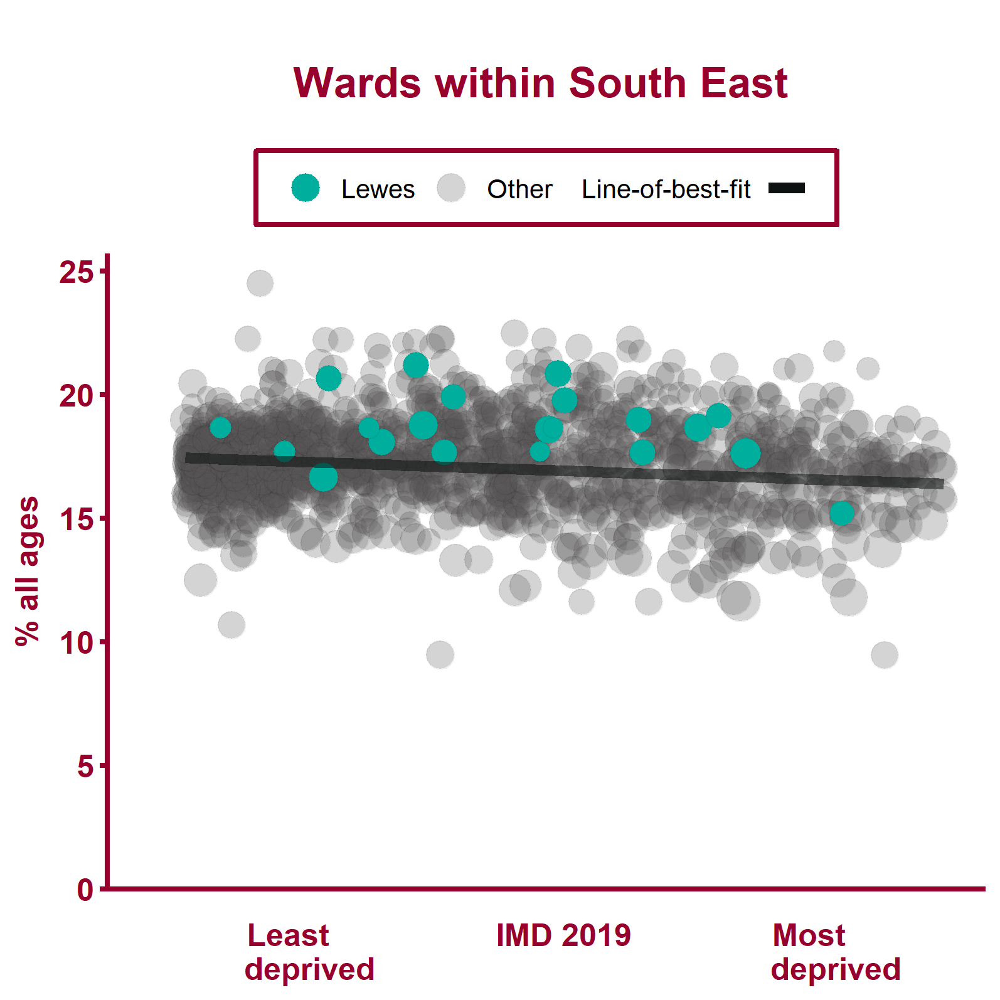 Wards within South East
Lewes Other Line-of-best-fit
25
20
15
10
5
0
% all ages
Least deprived
IMD 2019
Most deprived